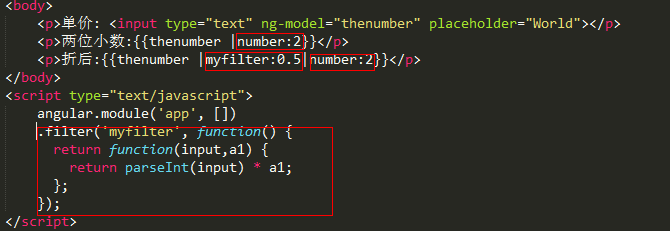 <body>
    <p>单价: <input type="text" ng-model="thenumber" placeholder="World"></p>
    <p>两位小数:{{thenumber |number:2}}</p>
    <p>折后:{{thenumber |myfilter:0.5|number:2}}</p>
</body>
<script type="text/javascript">
    angular.module('app', [])
    .filter('myfilter', function() {
      return function(input,a1) {
        return parseInt(input) * a1;
      };
    });
</script>